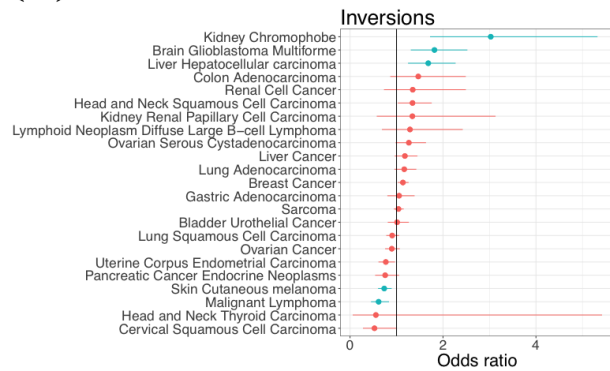 Inversions
Kidney Chromophobe
Brain Glioblastoma Multiforme
Liver Hepatocellular carcinoma
Colon Adenocarcinoma
Renal Cell Cancer
Head and Neck Squamous Cell Carcinoma
Kidney Renal Papillary Cell Carcinoma
Lymphoid Neoplasm Diffuse Large B−cell Lymphoma
Ovarian Serous Cystadenocarcinoma
Liver Cancer
Lung Adenocarcinoma
Breast Cancer
Gastric Adenocarcinoma
Sarcoma
Bladder Urothelial Cancer
Lung Squamous Cell Carcinoma
Ovarian Cancer
Uterine Corpus Endometrial Carcinoma
Pancreatic Cancer Endocrine Neoplasms
Skin Cutaneous melanoma
Malignant Lymphoma
Head and Neck Thyroid Carcinoma
Cervical Squamous Cell Carcinoma
0 2 4
Odds ratio